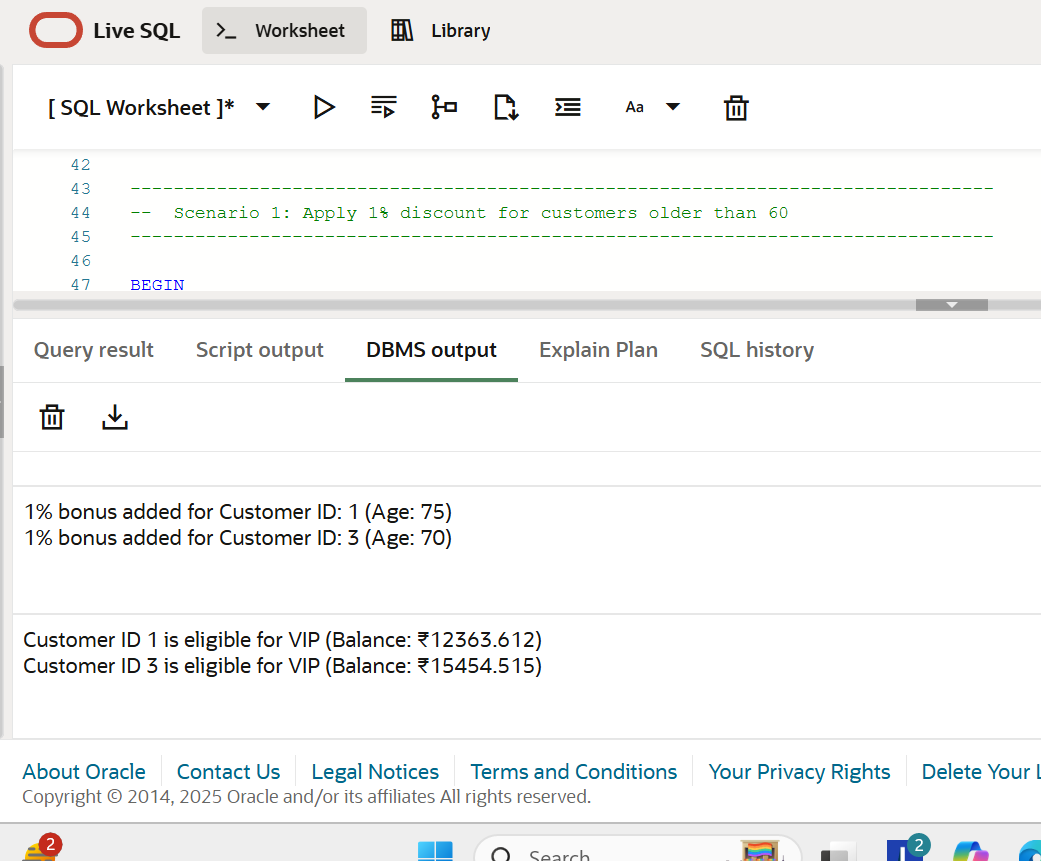 Live SQL >_ Worksheet Library
[ SQL Worksheet ]* Aa
42
43 --------------------------------------------------------------------------------
44 -- Scenario 1: Apply 1% discount for customers older than 60
45 --------------------------------------------------------------------------------
46
47 BEGIN
Query result Script output DBMS output Explain Plan SQL history
1% bonus added for Customer ID: 1 (Age: 75)
1% bonus added for Customer ID: 3 (Age: 70)
Customer ID 1 is eligible for VIP (Balance: ₹12363.612)
Customer ID 3 is eligible for VIP (Balance: ₹15454.515)
About Oracle Contact Us Legal Notices Terms and Conditions Your Privacy Rights Delete Your
Copyright © 2014, 2025 Oracle and/or its affiliates All rights reserved.
2 Search 2